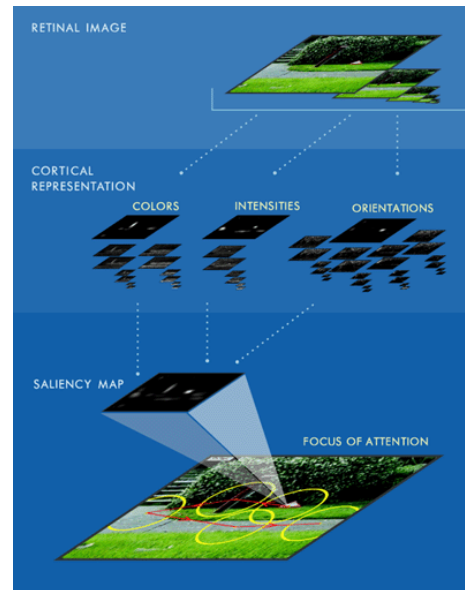 RETINAL IMAGE
CORTICAL
REPRESENTATION
COLORS
INTENSITIES
ORIENTATIONS
SALIENCY MAP
FOCUS OF ATTENTION